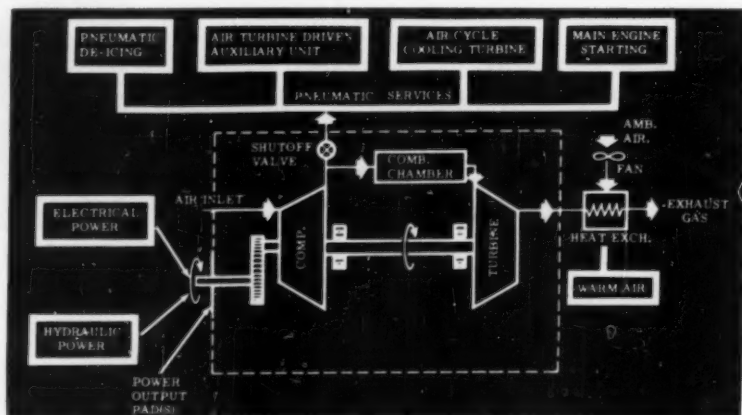 PNEUMATIC
DE-ICING
AIR TURBINE DRIVEN
AUXILIARY UNIT
AIR CYCLE
COOLING TURBINE
MAIN ENGINE
STARTING
PNEUMATIC SERVICES
SHUTOFF
VALVE
COMB.
CHAMBER
AMB.
AIR.
FAN
AIR INLET
EXHAUST
GAS
ELECTRICAL
POWER
COMP.
TURBINE
HEAT EXCH.
WARM AIR
HYDRAULIC
POWER
POWER
OUTPUT
PAD(S)